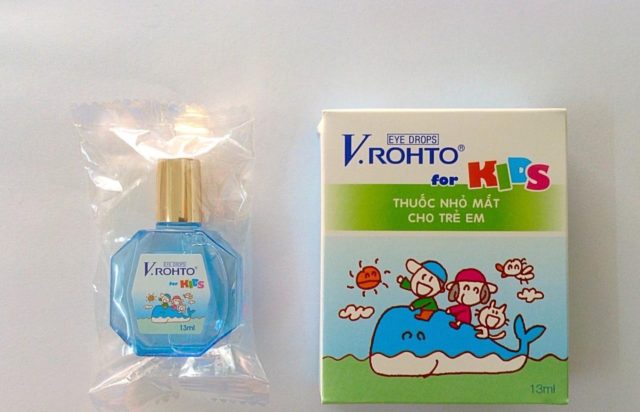 EYE DROPS
V.ROHTO®
for KIDS
13ml
EYE DROPS
V.ROHTO®
for KIDS
THUỐC NHỎ MẮT
CHO TRẺ EM
13ml